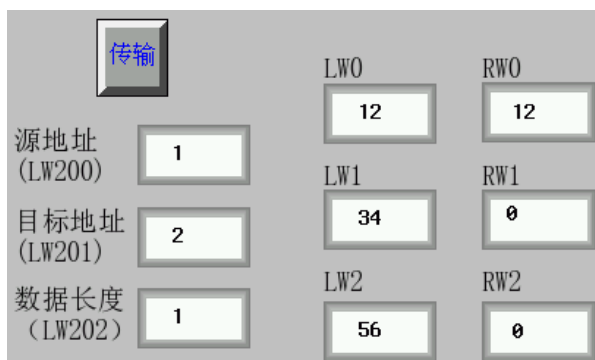 传输
源地址
(LW200)
1
目标地址
(LW201)
2
数据长度
（LW202）
1
LW0
12
RW0
12
LW1
34
RW1
0
LW2
56
RW2
0